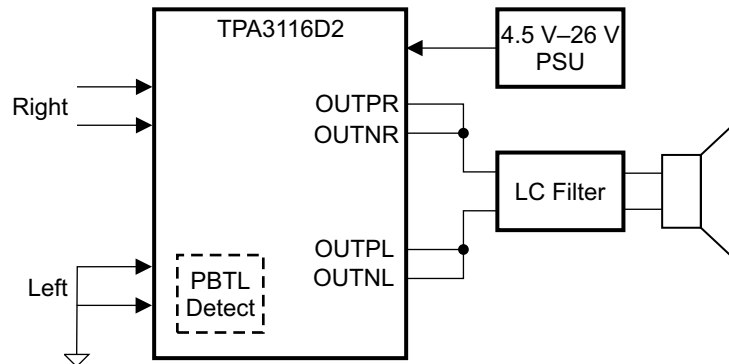 TPA3116D2
4.5 V–26 V
PSU
Right
OUTPR
OUTNR
LC Filter
OUTPL
OUTNL
Left
PBTL
Detect